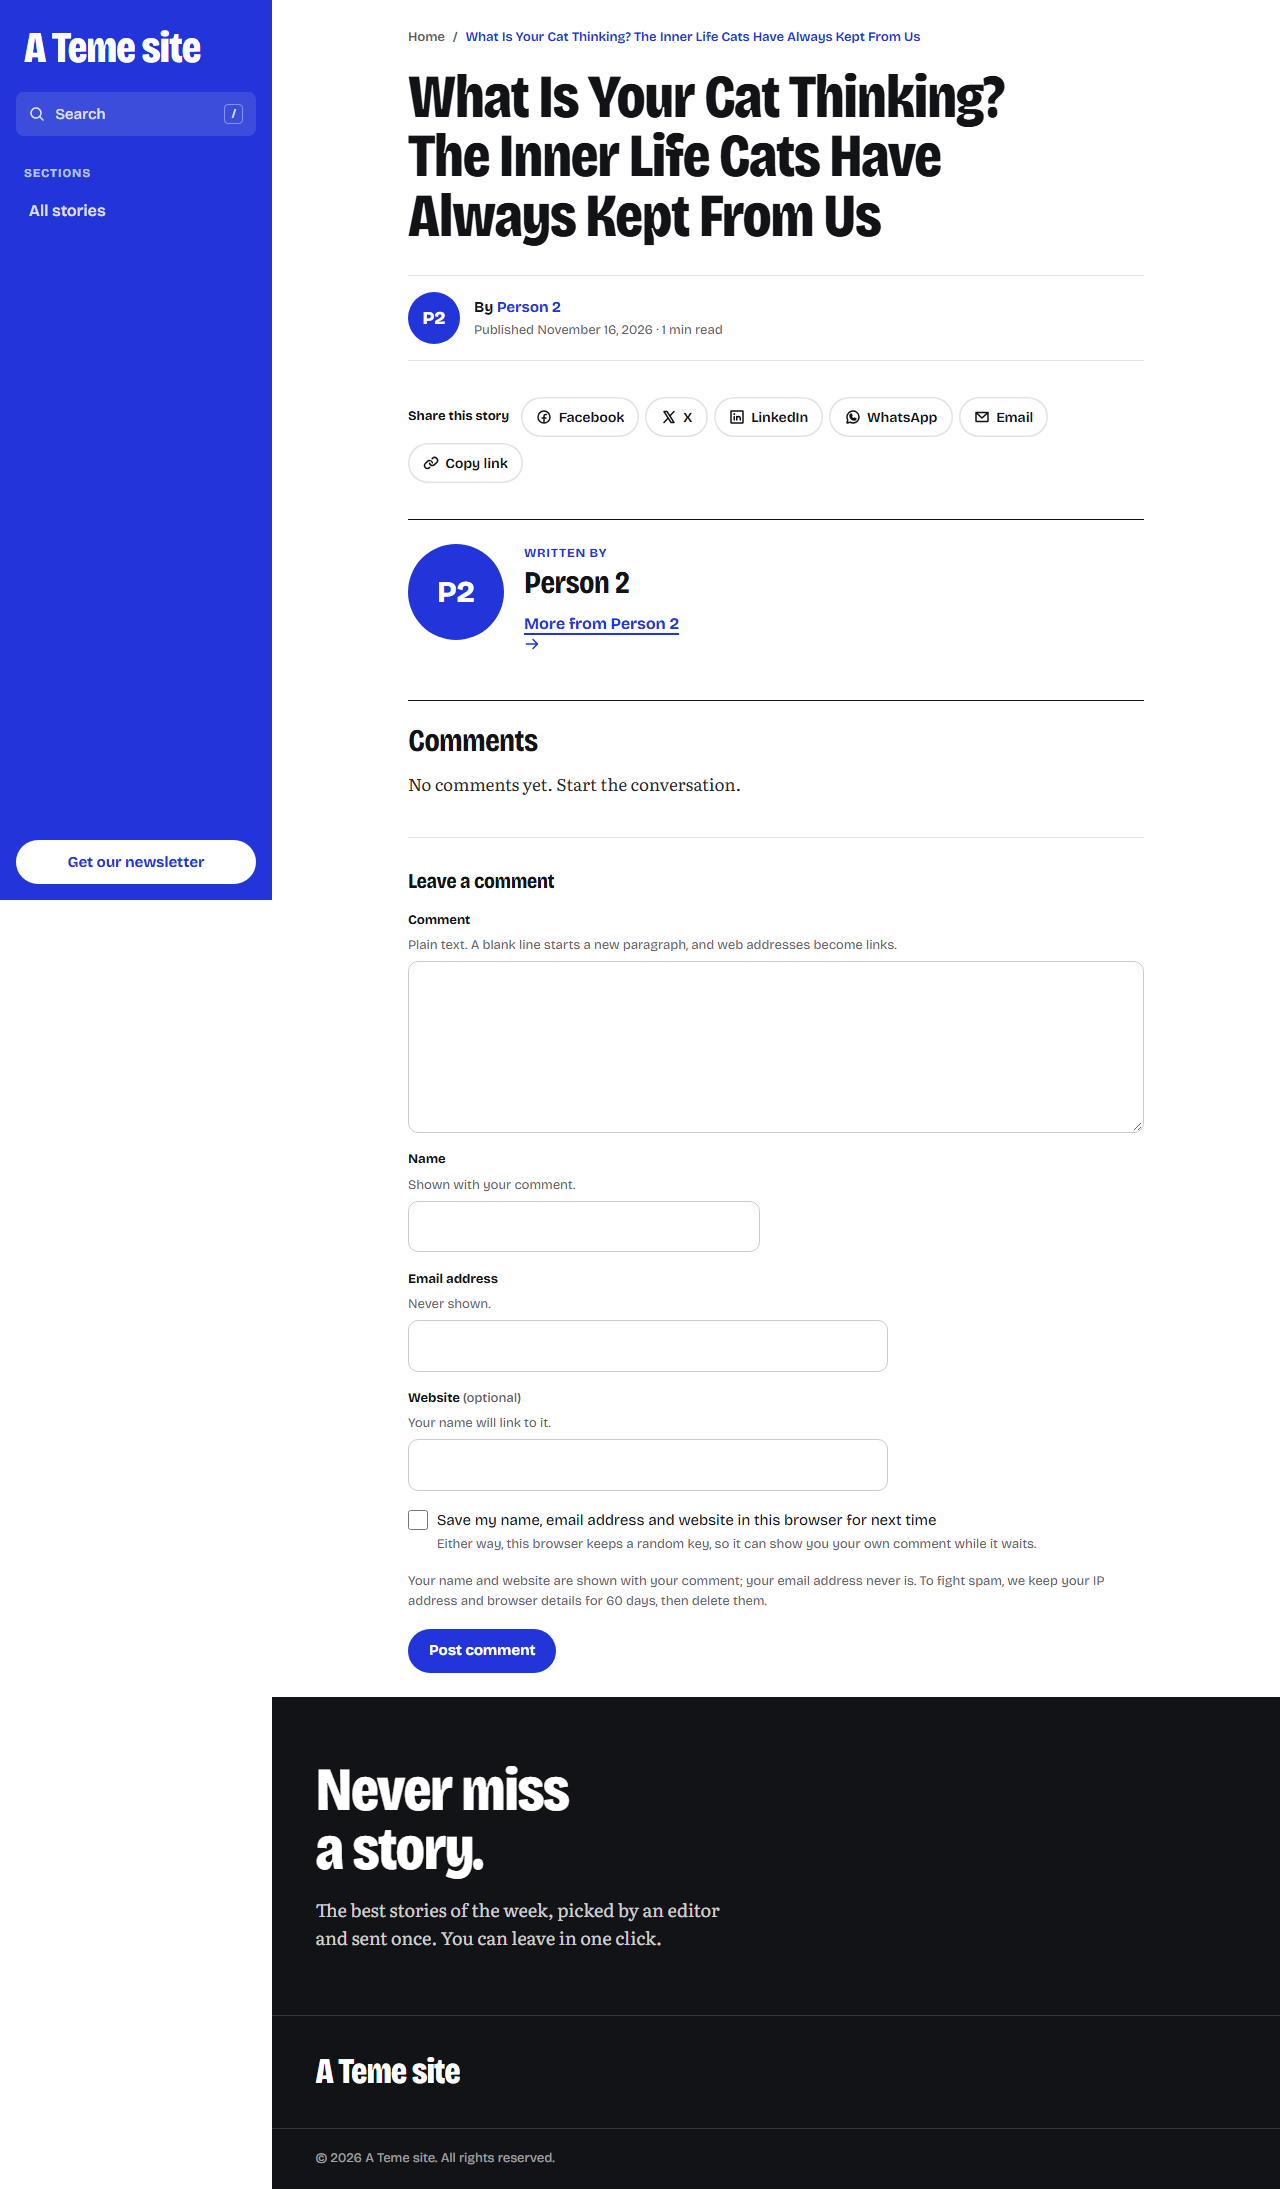 A Teme site
Search
/
SECTIONS
All stories
Get our newsletter
Home / What Is Your Cat Thinking? The Inner Life Cats Have Always Kept From Us
What Is Your Cat Thinking?
The Inner Life Cats Have
Always Kept From Us
P2
By Person 2
Published November 16, 2026 · 1 min read
Share this story
Facebook
X
LinkedIn
WhatsApp
Email
Copy link
P2
WRITTEN BY
Person 2
More from Person 2
→
Comments
No comments yet. Start the conversation.
Leave a comment
Comment
Plain text. A blank line starts a new paragraph, and web addresses become links.
Name
Shown with your comment.
Email address
Never shown.
Website (optional)
Your name will link to it.
Save my name, email address and website in this browser for next time
Either way, this browser keeps a random key, so it can show you your own comment while it waits.
Your name and website are shown with your comment; your email address never is. To fight spam, we keep your IP
address and browser details for 60 days, then delete them.
Post comment
Never miss
a story.
The best stories of the week, picked by an editor
and sent once. You can leave in one click.
A Teme site
© 2026 A Teme site. All rights reserved.